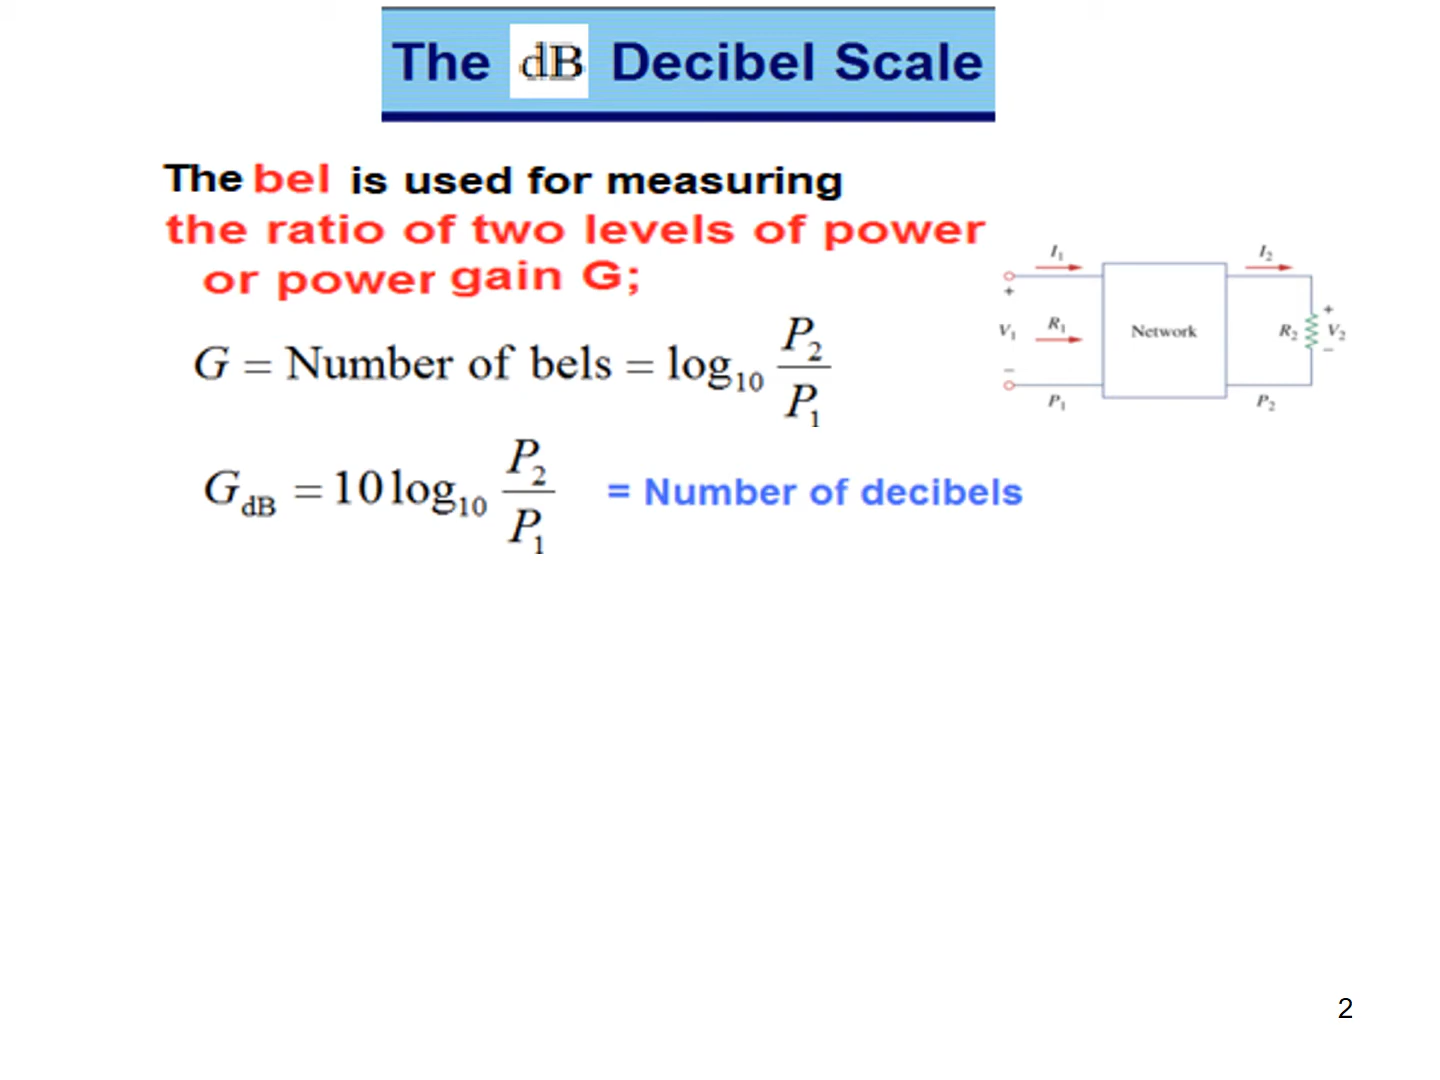 The dB Decibel Scale
The bel is used for measuring
the ratio of two levels of power
or power gain G;
G = Number of bels = log₁₀ P₂/P₁
G_dB = 10 log₁₀ P₂/P₁ = Number of decibels
I₁ I₂
+ +
V₁ R₁ Network R₂ V₂
− −
P₁ P₂
2